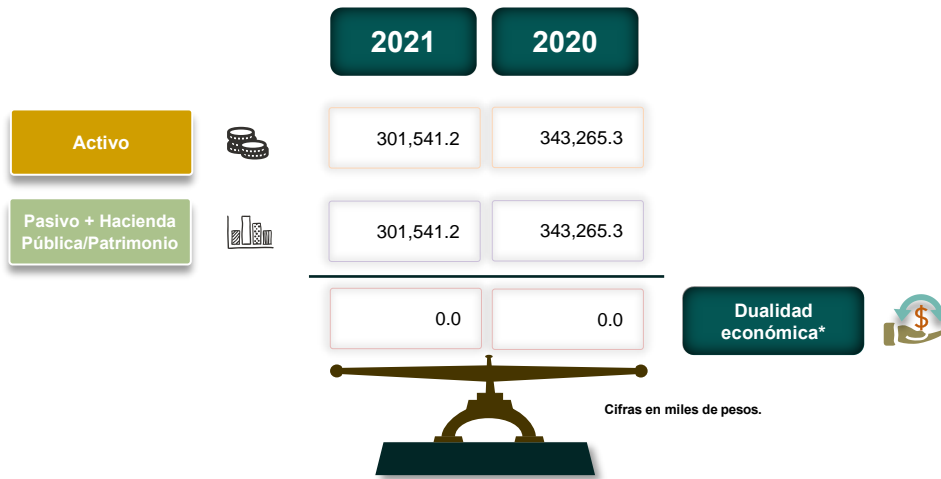 2021 2020
Activo 301,541.2 343,265.3
Pasivo + Hacienda
Pública/Patrimonio 301,541.2 343,265.3
0.0 0.0 Dualidad
económica*
$
Cifras en miles de pesos.